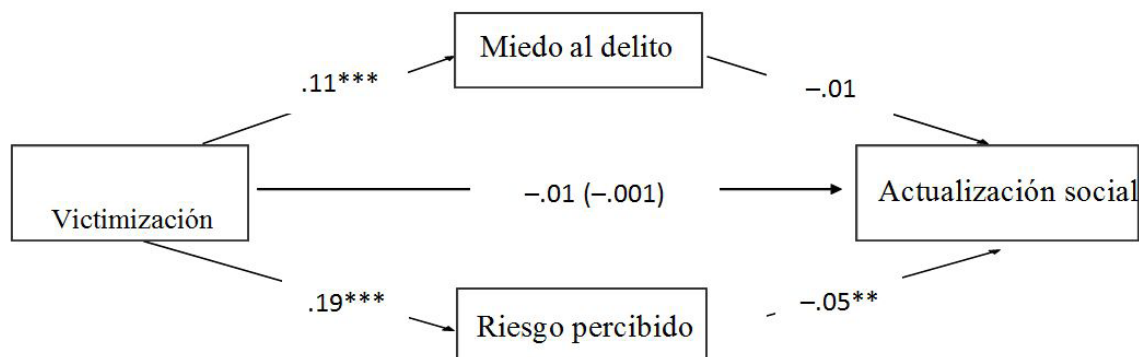 Miedo al delito
.11***
–.01
Victimización
–.01 (–.001)
Actualización social
.19***
Riesgo percibido
–.05**